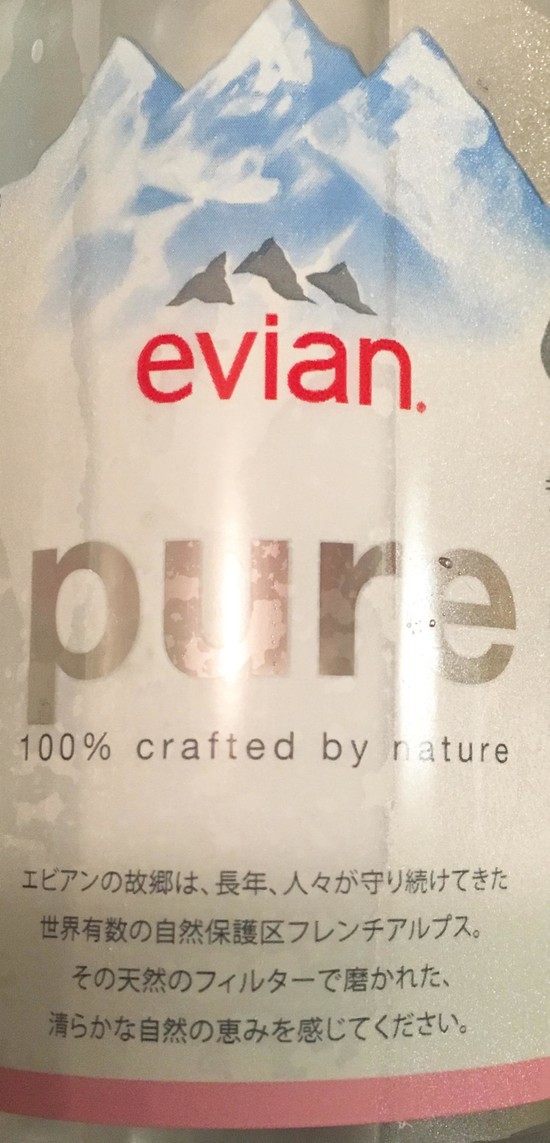 evian®
pure
100% crafted by nature
エビアンの故郷は、長年、人々が守り続けてきた
世界有数の自然保護区フレンチアルプス。
その天然のフィルターで磨かれた、
清らかな自然の恵みを感じてください。